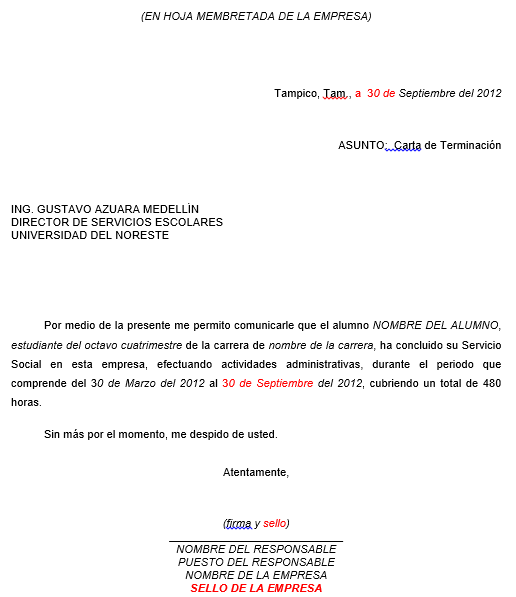 (EN HOJA MEMBRETADA DE LA EMPRESA)
Tampico, Tam., a 30 de Septiembre del 2012
ASUNTO: Carta de Terminación
ING. GUSTAVO AZUARA MEDELLÌN
DIRECTOR DE SERVICIOS ESCOLARES
UNIVERSIDAD DEL NORESTE
Por medio de la presente me permito comunicarle que el alumno NOMBRE DEL ALUMNO,
estudiante del octavo cuatrimestre de la carrera de nombre de la carrera, ha concluido su Servicio
Social en esta empresa, efectuando actividades administrativas, durante el periodo que
comprende del 30 de Marzo del 2012 al 30 de Septiembre del 2012, cubriendo un total de 480
horas.
Sin más por el momento, me despido de usted.
Atentamente,
(firma y sello)
NOMBRE DEL RESPONSABLE
PUESTO DEL RESPONSABLE
NOMBRE DE LA EMPRESA
SELLO DE LA EMPRESA